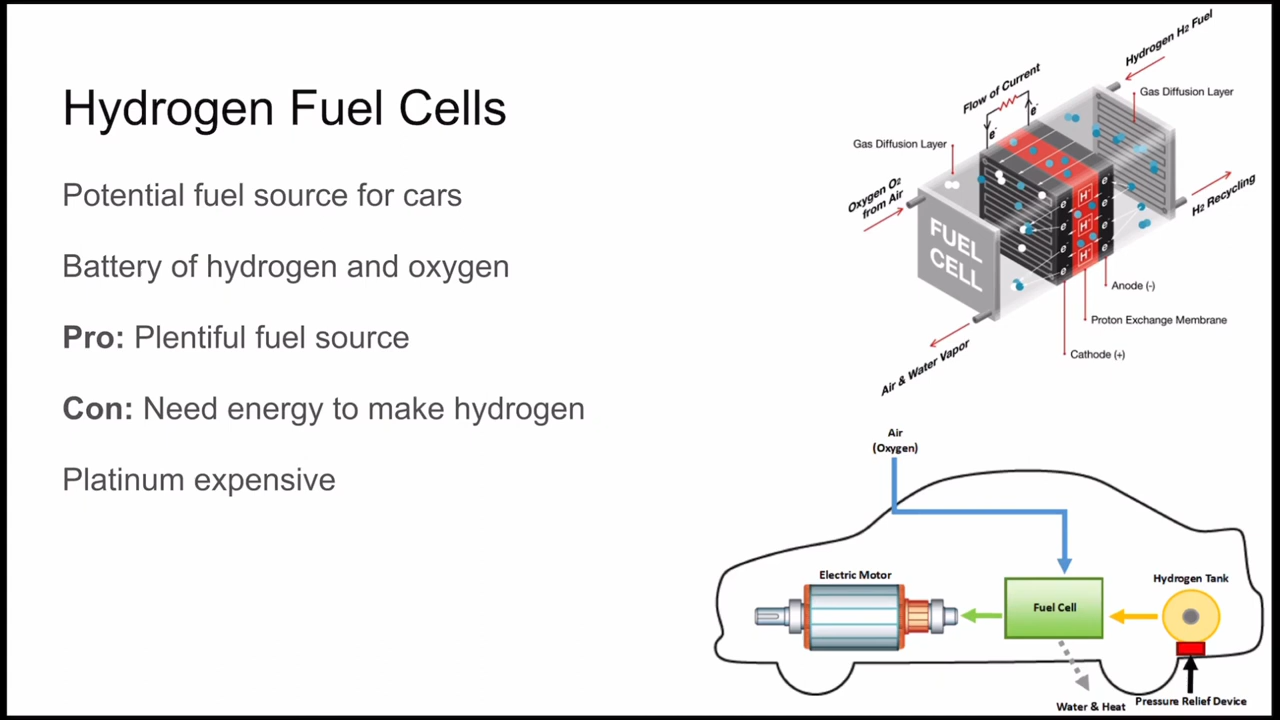 Hydrogen Fuel Cells
Potential fuel source for cars
Battery of hydrogen and oxygen
Pro: Plentiful fuel source
Con: Need energy to make hydrogen
Platinum expensive
Hydrogen H2 Fuel
Gas Diffusion Layer
Flow of Current
e-
e-
Gas Diffusion Layer
Oxygen O2
from Air
H2 Recycling
FUEL
CELL
e- H+ e-
e- H+ e-
e- H+ e-
e- e-
Anode (-)
Proton Exchange Membrane
Cathode (+)
Air & Water Vapor
Air
(Oxygen)
Electric Motor
Fuel Cell
Hydrogen Tank
Water & Heat
Pressure Relief Device